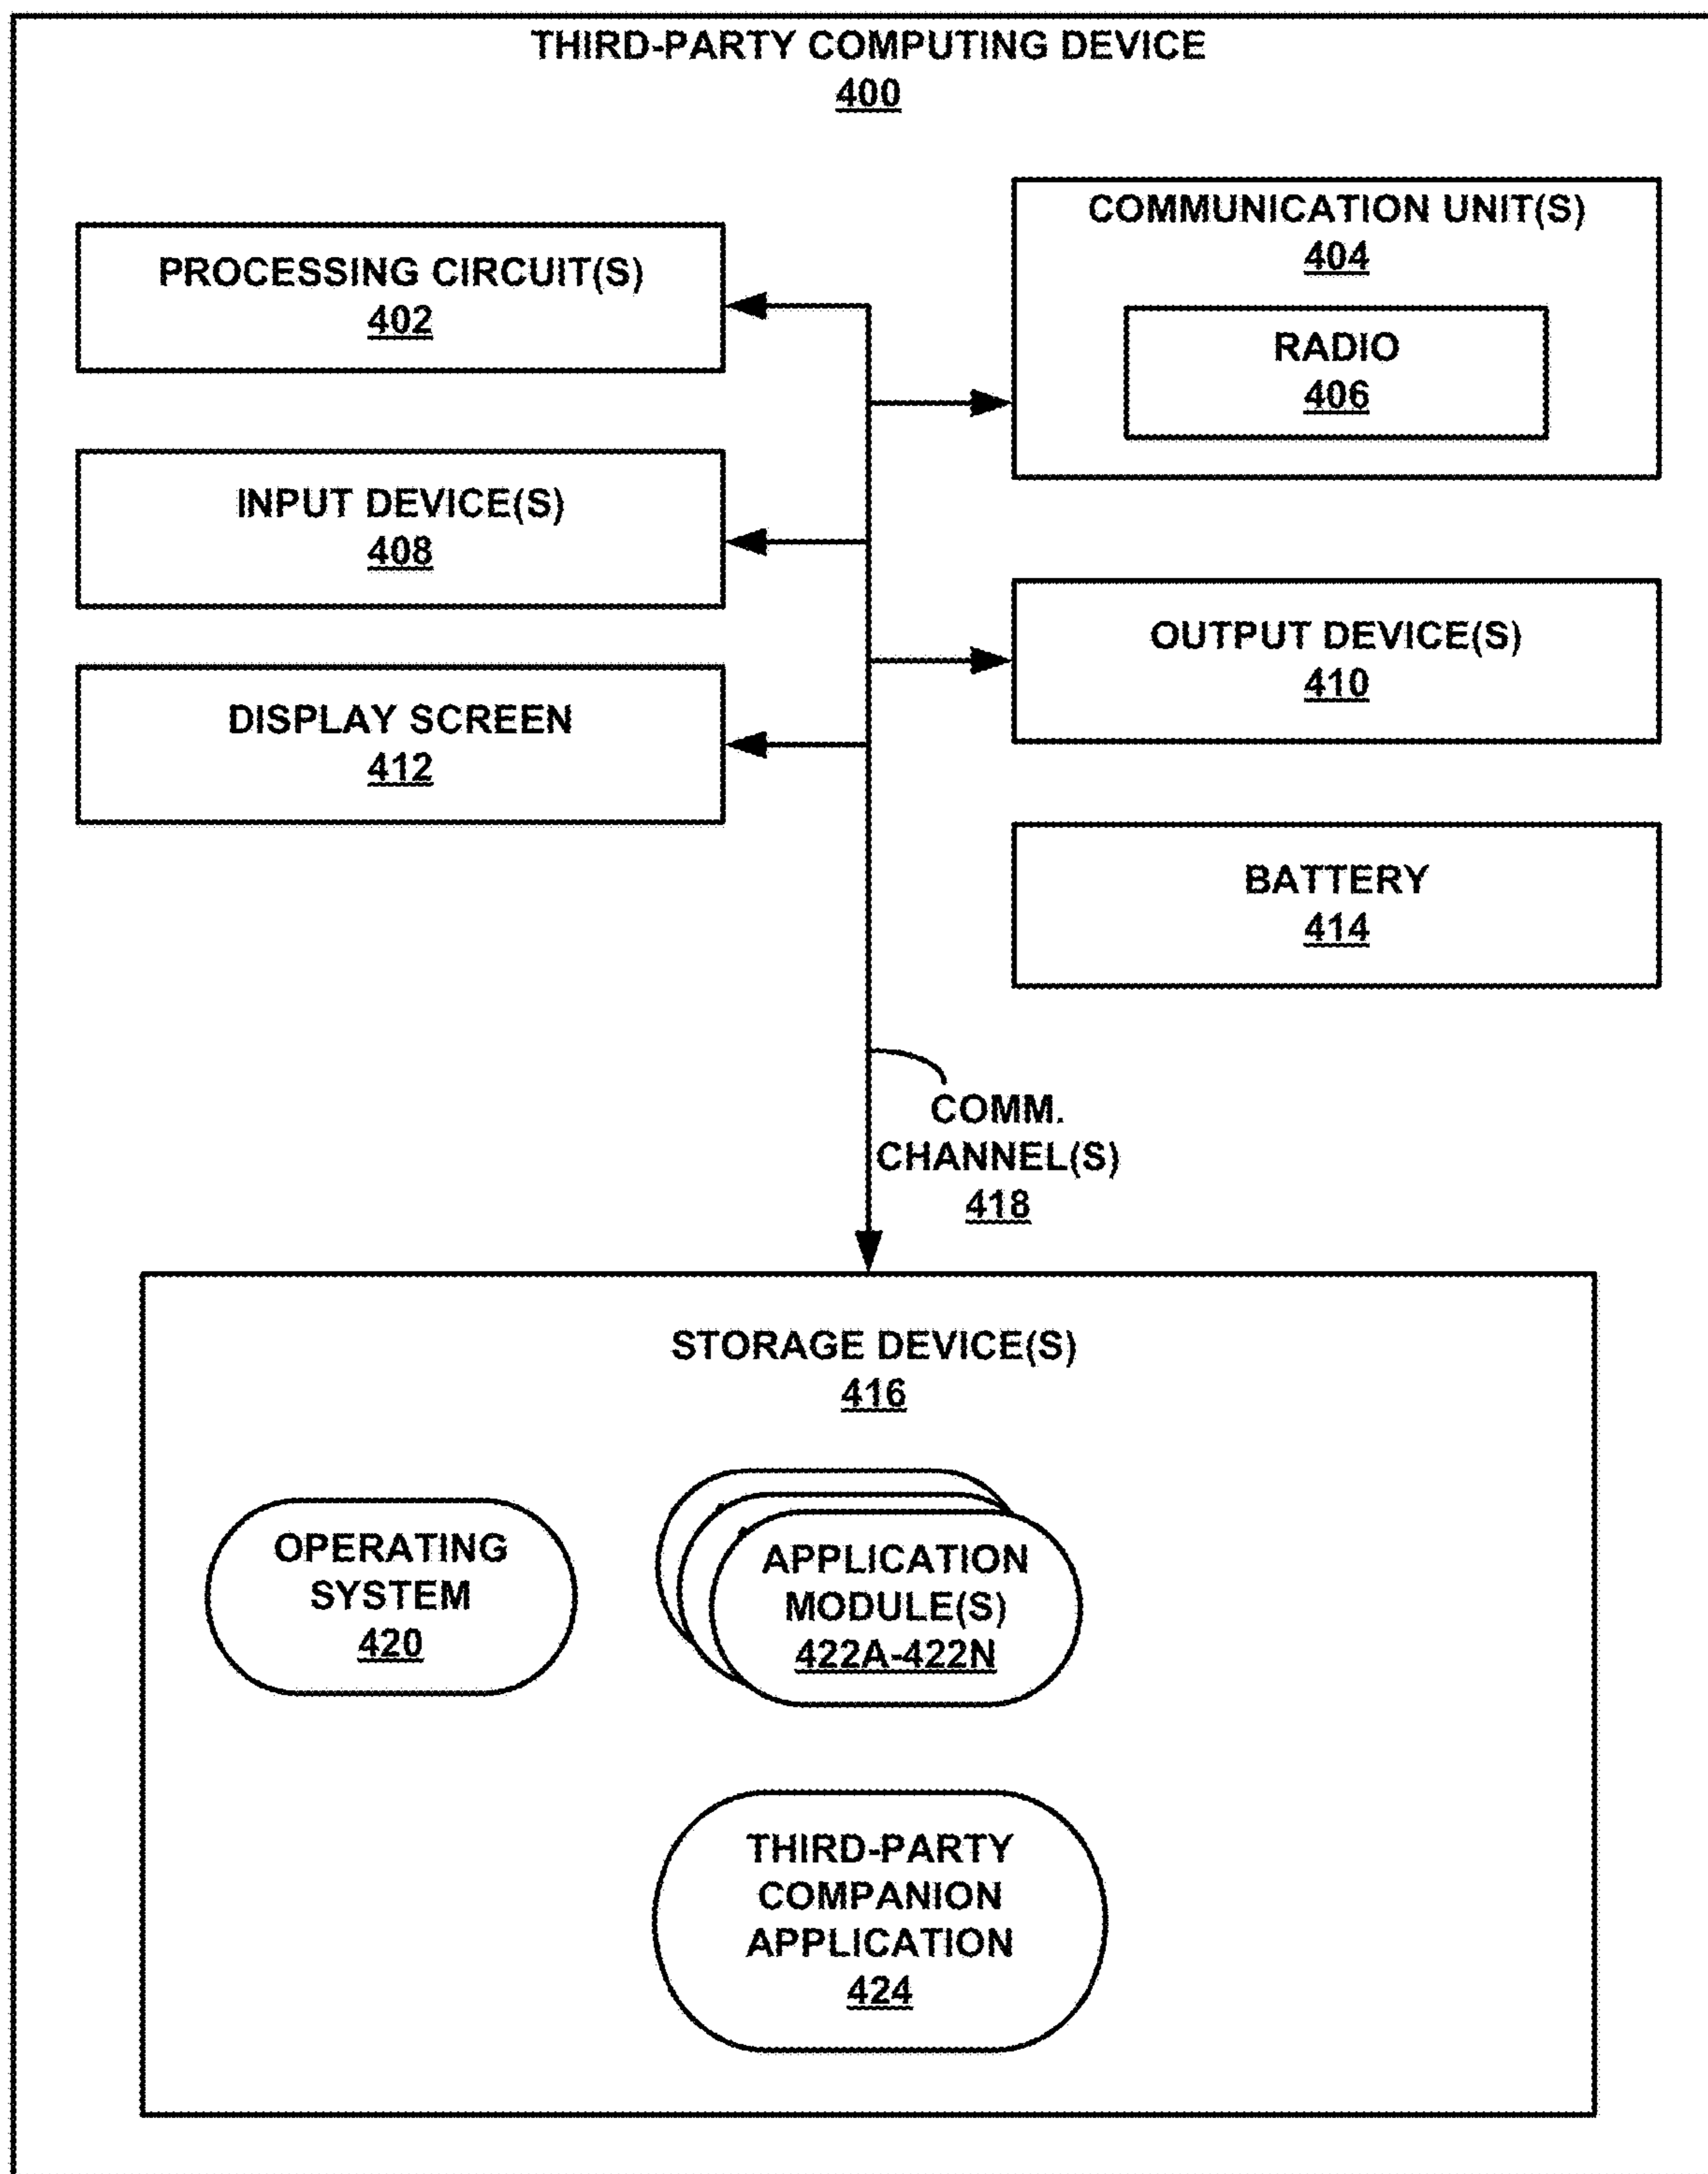 THIRD-PARTY COMPUTING DEVICE
400
PROCESSING CIRCUIT(S)
402
COMMUNICATION UNIT(S)
404
RADIO
406
INPUT DEVICE(S)
408
OUTPUT DEVICE(S)
410
DISPLAY SCREEN
412
BATTERY
414
COMM.
CHANNEL(S)
418
STORAGE DEVICE(S)
416
OPERATING
SYSTEM
420
APPLICATION
MODULE(S)
422A-422N
THIRD-PARTY
COMPANION
APPLICATION
424